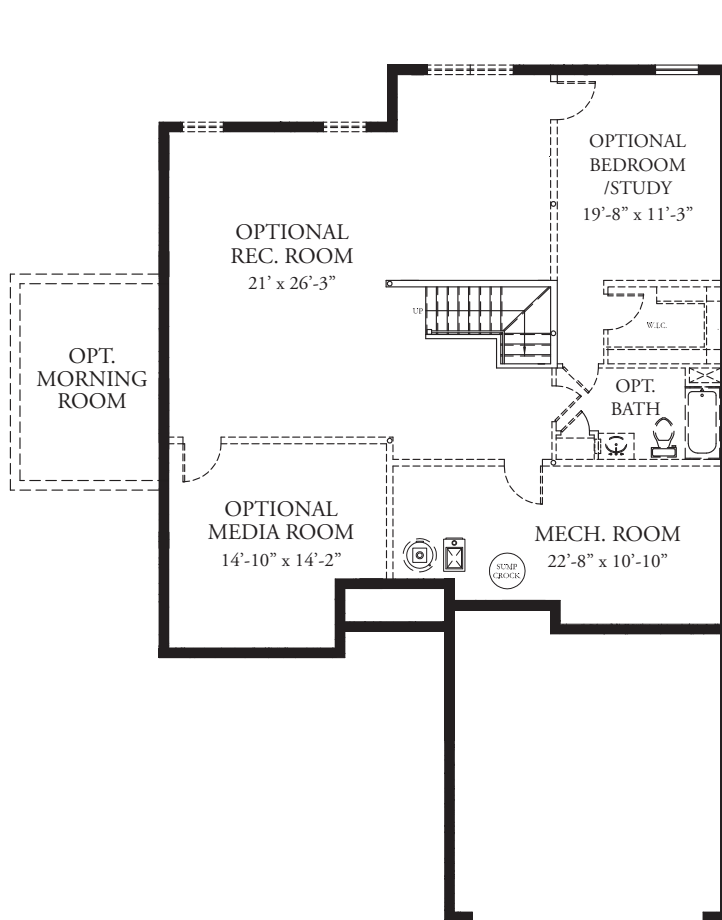 OPTIONAL
BEDROOM
/STUDY
19’-8” x 11’-3”
OPTIONAL
REC. ROOM
21’ x 26’-3”
UP
W.I.C.
OPT.
MORNING
ROOM
OPT.
BATH
OPTIONAL
MEDIA ROOM
14’-10” x 14’-2”
MECH. ROOM
22’-8” x 10’-10”
SUMP
CROCK